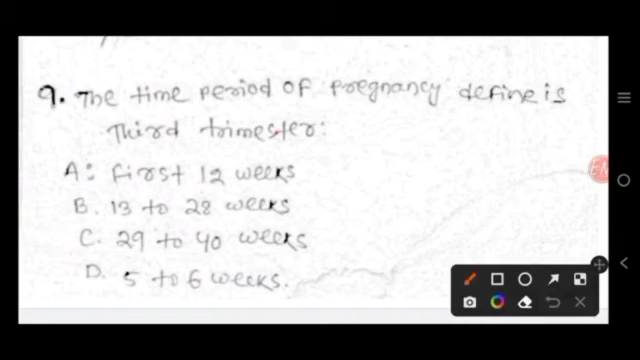 9. The time period of pregnancy define is
Third trimester:
A: First 12 weeks
B. 13 to 28 weeks
C. 29 to 40 weeks
D. 5 to 6 weeks.
EN